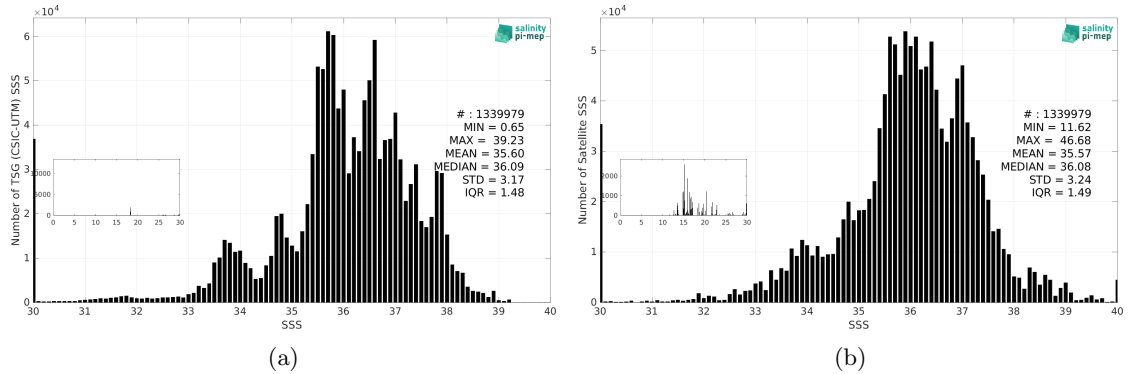 ×10^4
salinity
pi-mep
Number of TSG (CSIC-UTM) SSS
6
5
4
3
2
1
0
# : 1339979
MIN = 0.65
MAX = 39.23
MEAN = 35.60
MEDIAN = 36.09
STD = 3.17
IQR = 1.48
10000
5000
0
0 5 10 15 20 25 30
30 31 32 33 34 35 36 37 38 39 40
SSS
(a)
×10^4
salinity
pi-mep
Number of Satellite SSS
5
4
3
2
1
0
# : 1339979
MIN = 11.62
MAX = 46.68
MEAN = 35.57
MEDIAN = 36.08
STD = 3.24
IQR = 1.49
2000
1000
0
0 5 10 15 20 25 30
30 31 32 33 34 35 36 37 38 39 40
SSS
(b)